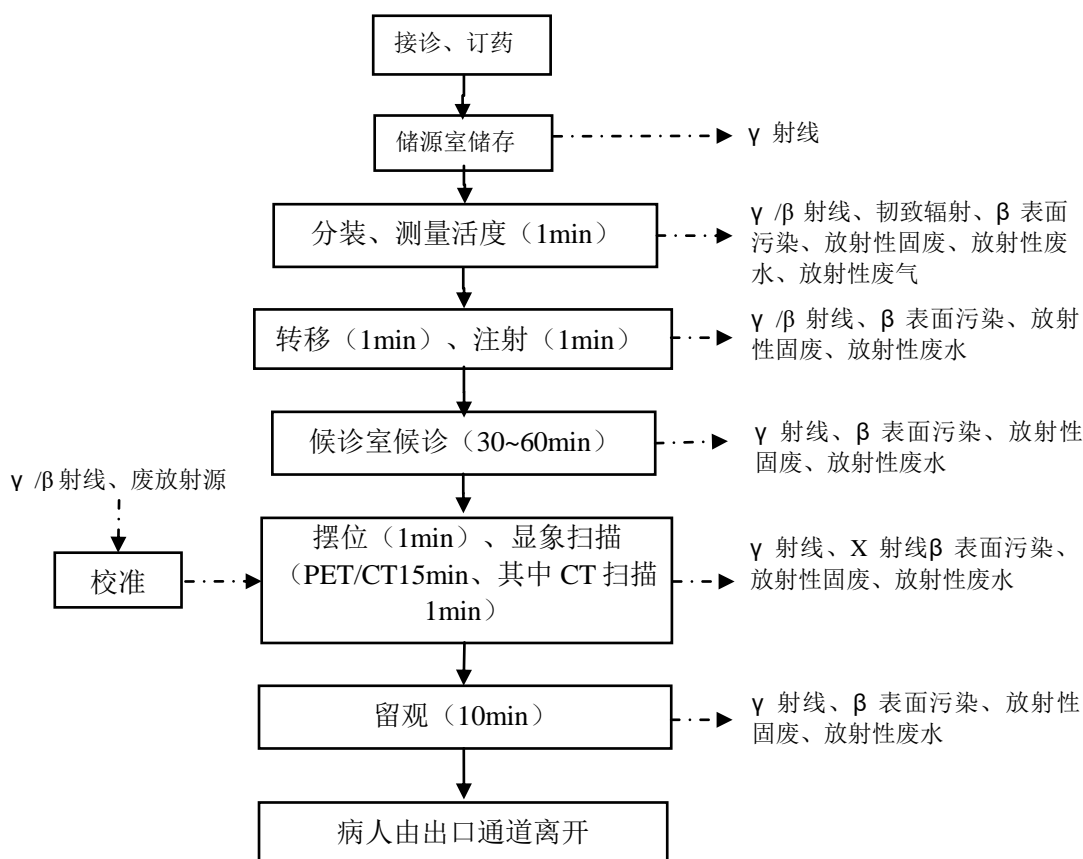 接诊、订药
储源室储存
γ 射线
分装、测量活度（1min）
γ /β 射线、韧致辐射、β 表面
污染、放射性固废、放射性废
水、放射性废气
转移（1min）、注射（1min）
γ /β 射线、β 表面污染、放射
性固废、放射性废水
候诊室候诊（30~60min）
γ 射线、β 表面污染、放射性
固废、放射性废水
γ /β 射线、废放射源
校准
摆位（1min）、显象扫描
（PET/CT15min、其中 CT 扫描
1min）
γ 射线、X 射线β 表面污染、
放射性固废、放射性废水
留观（10min）
γ 射线、β 表面污染、放射性
固废、放射性废水
病人由出口通道离开